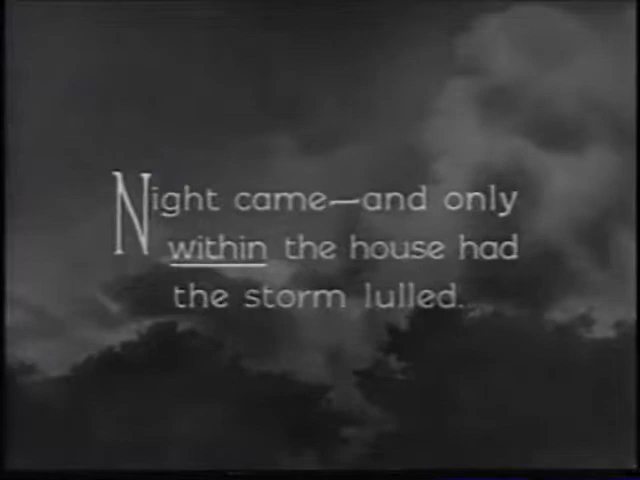 Night came—and only
within the house had
the storm lulled.